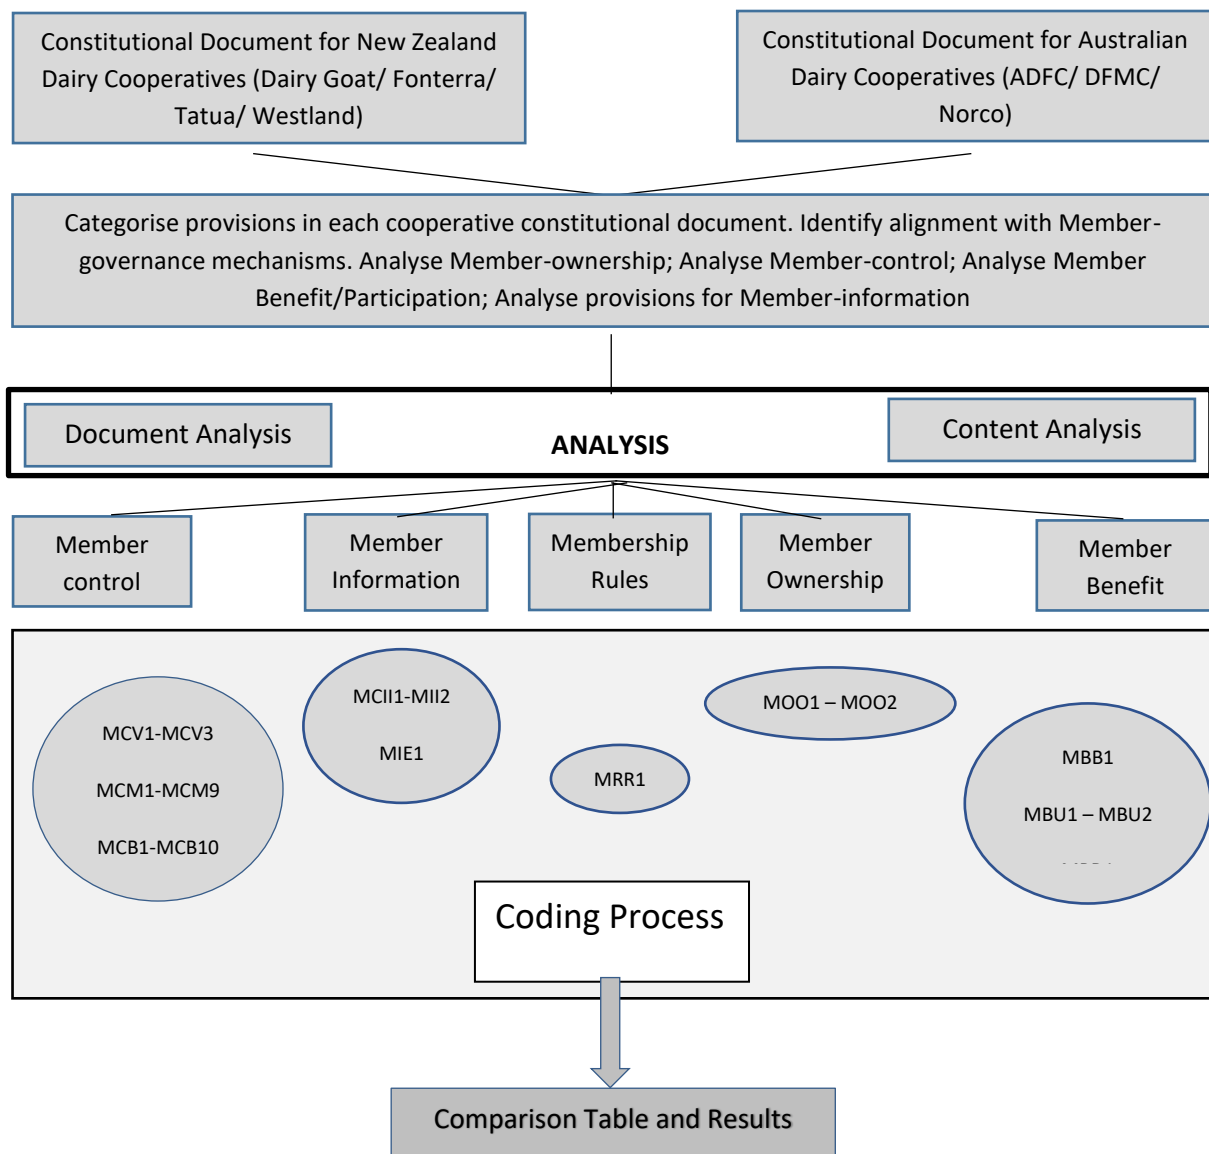 Constitutional Document for New Zealand
Dairy Cooperatives (Dairy Goat/ Fonterra/
Tatua/ Westland)
Constitutional Document for Australian
Dairy Cooperatives (ADFC/ DFMC/
Norco)
Categorise provisions in each cooperative constitutional document. Identify alignment with Member-
governance mechanisms. Analyse Member-ownership; Analyse Member-control; Analyse Member
Benefit/Participation; Analyse provisions for Member-information
Document Analysis
ANALYSIS
Content Analysis
Member
control
Member
Information
Membership
Rules
Member
Ownership
Member
Benefit
MCV1-MCV3
MCM1-MCM9
MCB1-MCB10
MCII1-MII2
MIE1
MRR1
MOO1 – MOO2
MBB1
MBU1 – MBU2
Coding Process
Comparison Table and Results